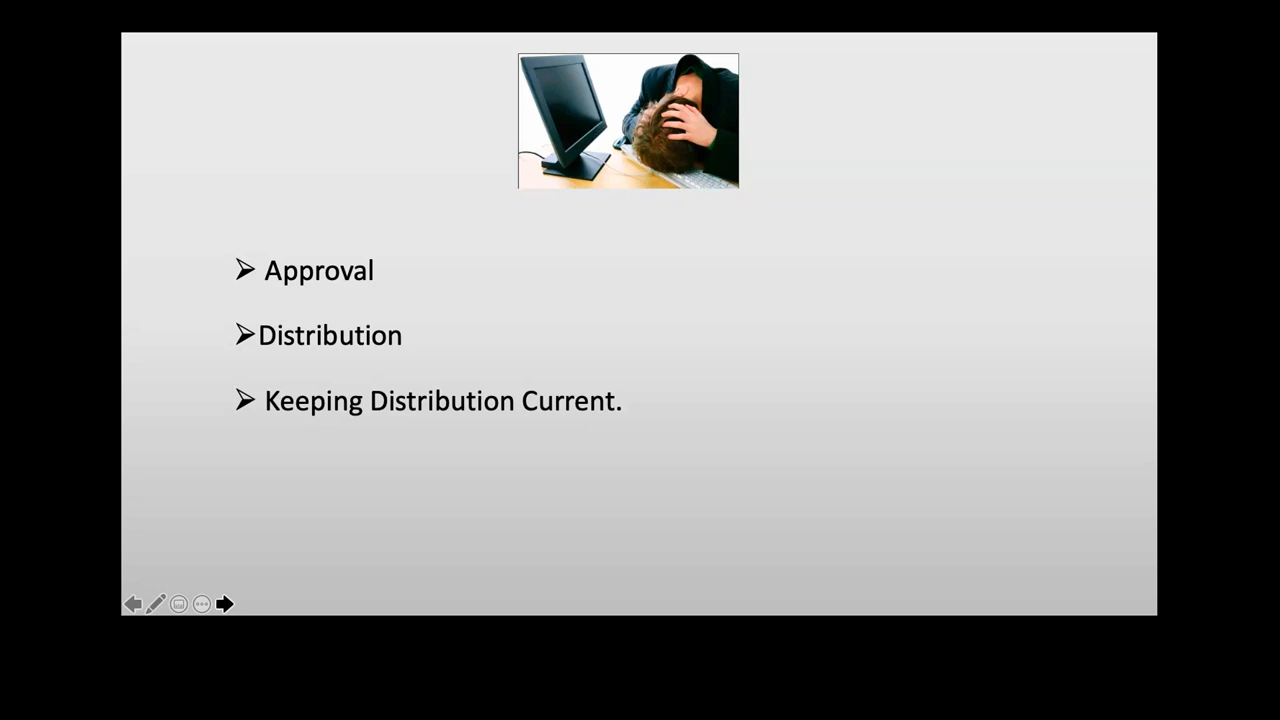 ➢ Approval
➢Distribution
➢ Keeping Distribution Current.